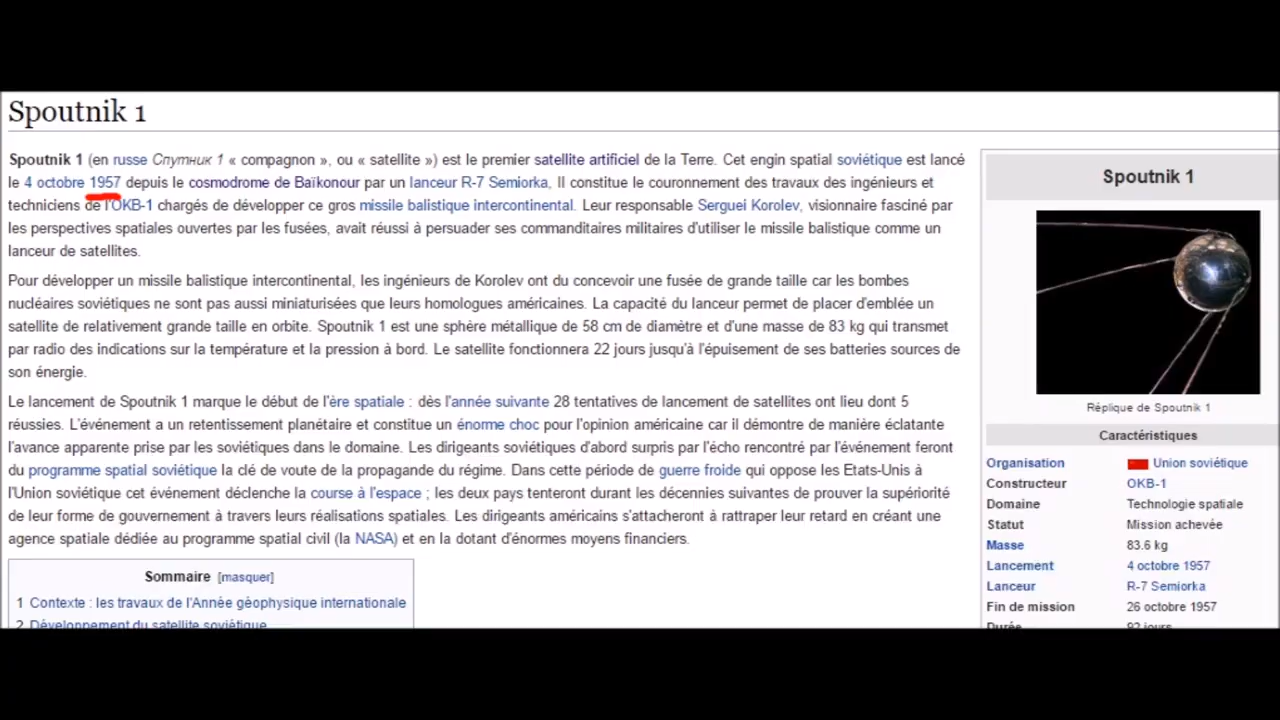 Spoutnik 1
Spoutnik 1 (en russe Спутник 1 « compagnon », ou « satellite ») est le premier satellite artificiel de la Terre. Cet engin spatial soviétique est lancé
le 4 octobre 1957 depuis le cosmodrome de Baïkonour par un lanceur R-7 Semiorka, Il constitue le couronnement des travaux des ingénieurs et
techniciens de l'OKB-1 chargés de développer ce gros missile balistique intercontinental. Leur responsable Serguei Korolev, visionnaire fasciné par
les perspectives spatiales ouvertes par les fusées, avait réussi à persuader ses commanditaires militaires d'utiliser le missile balistique comme un
lanceur de satellites.
Pour développer un missile balistique intercontinental, les ingénieurs de Korolev ont du concevoir une fusée de grande taille car les bombes
nucléaires soviétiques ne sont pas aussi miniaturisées que leurs homologues américaines. La capacité du lanceur permet de placer d'emblée un
satellite de relativement grande taille en orbite. Spoutnik 1 est une sphère métallique de 58 cm de diamètre et d'une masse de 83 kg qui transmet
par radio des indications sur la température et la pression à bord. Le satellite fonctionnera 22 jours jusqu'à l'épuisement de ses batteries sources de
son énergie.
Le lancement de Spoutnik 1 marque le début de l'ère spatiale : dès l'année suivante 28 tentatives de lancement de satellites ont lieu dont 5
réussies. L'événement a un retentissement planétaire et constitue un énorme choc pour l'opinion américaine car il démontre de manière éclatante
l'avance apparente prise par les soviétiques dans le domaine. Les dirigeants soviétiques d'abord surpris par l'écho rencontré par l'événement feront
du programme spatial soviétique la clé de voute de la propagande du régime. Dans cette période de guerre froide qui oppose les Etats-Unis à
l'Union soviétique cet événement déclenche la course à l'espace ; les deux pays tenteront durant les décennies suivantes de prouver la supériorité
de leur forme de gouvernement à travers leurs réalisations spatiales. Les dirigeants américains s'attacheront à rattraper leur retard en créant une
agence spatiale dédiée au programme spatial civil (la NASA) et en la dotant d'énormes moyens financiers.
Sommaire [masquer]
1 Contexte : les travaux de l'Année géophysique internationale
2 Développement du satellite soviétique
Spoutnik 1
Réplique de Spoutnik 1
Caractéristiques
Organisation Union soviétique
Constructeur OKB-1
Domaine Technologie spatiale
Statut Mission achevée
Masse 83.6 kg
Lancement 4 octobre 1957
Lanceur R-7 Semiorka
Fin de mission 26 octobre 1957
Durée 92 jours